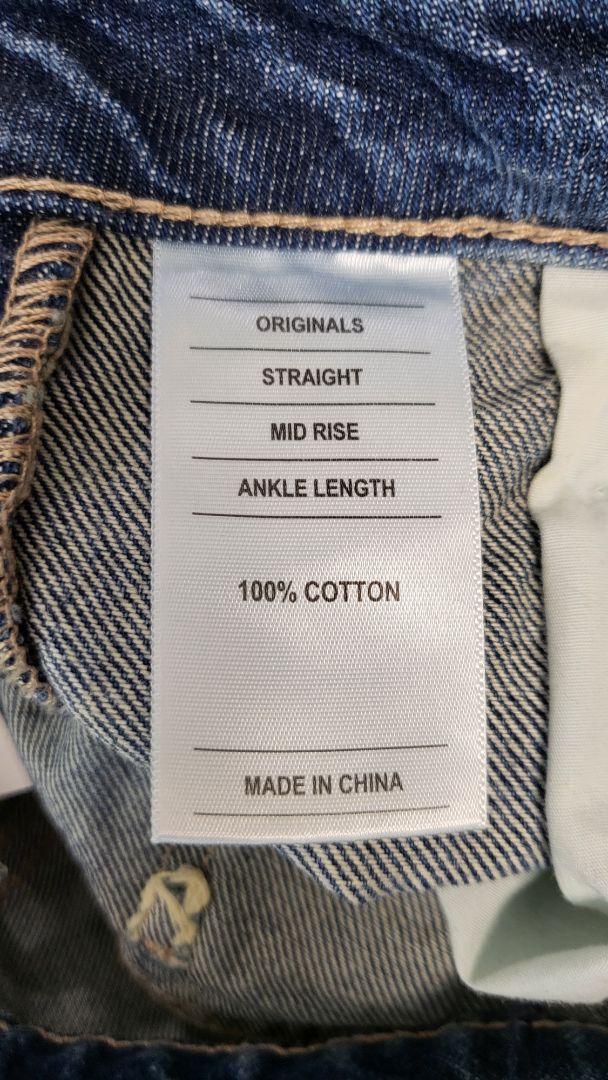 ORIGINALS
STRAIGHT
MID RISE
ANKLE LENGTH
100% COTTON
MADE IN CHINA